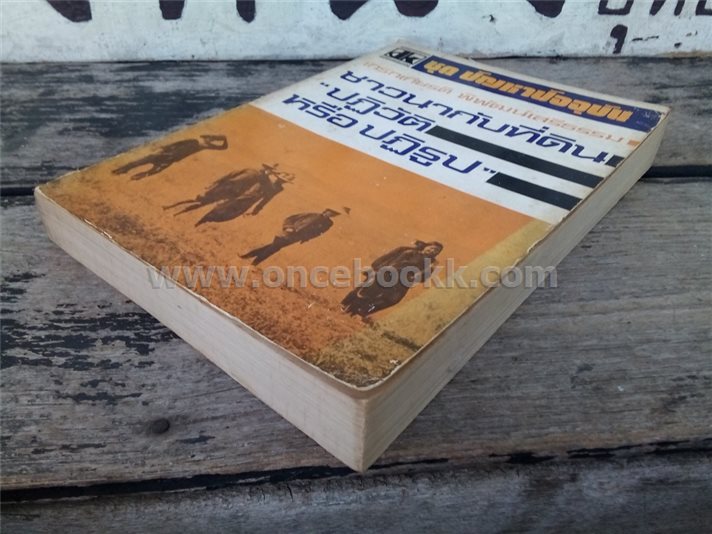 dk
ชุด ปัญหาปัจจุบัน
ชาวนากับที่ดิน
"ปฏิวัติ
หรือ ปฏิรูป"
www.oncebookk.com